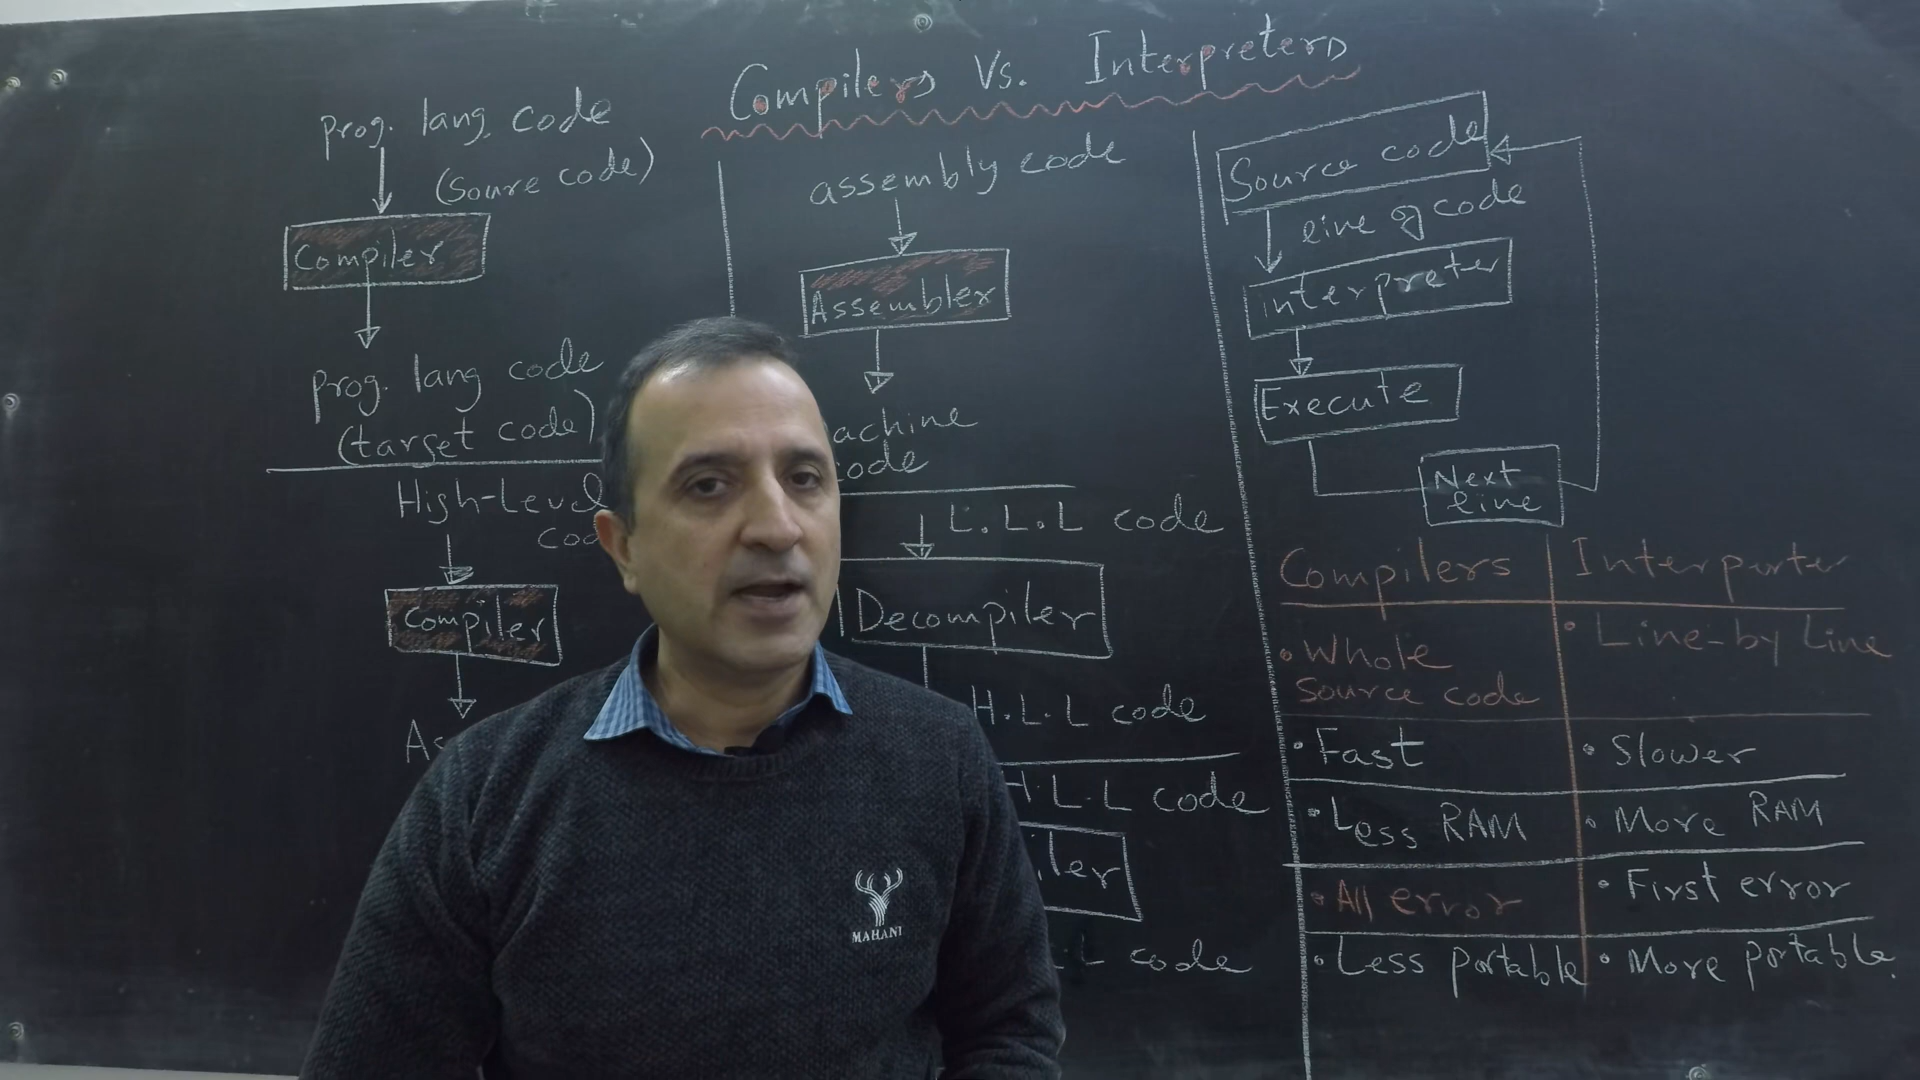 Compilers Vs. Interpreters
prog. lang. code
(Soure code)
Compiler
prog. lang code
(target code)
High-Level
Compiler
assembly code
Assembler
achine
code
L.L.L code
Decompiler
H.L.L code
H.L.L code
iler
L code
Source code
line of code
interpreter
Execute
Next
line
Compilers
Interperter
• Whole
source code
• Line-by Line
• Fast
• Slower
• Less RAM
• More RAM
• All error
• First error
• Less portable
• More portable.
MAHANI